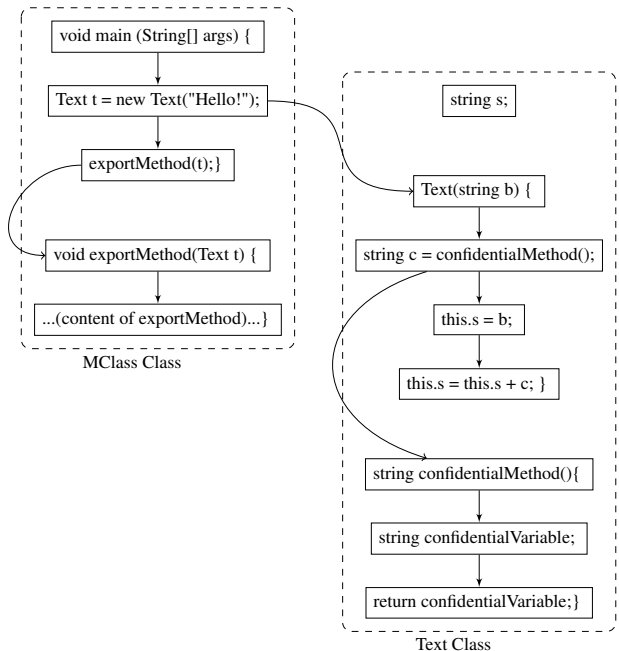 void main (String[] args) {
Text t = new Text("Hello!");
exportMethod(t);}
void exportMethod(Text t) {
...(content of exportMethod)...}
MClass Class
string s;
Text(string b) {
string c = confidentialMethod();
this.s = b;
this.s = this.s + c; }
string confidentialMethod(){
string confidentialVariable;
return confidentialVariable;}
Text Class